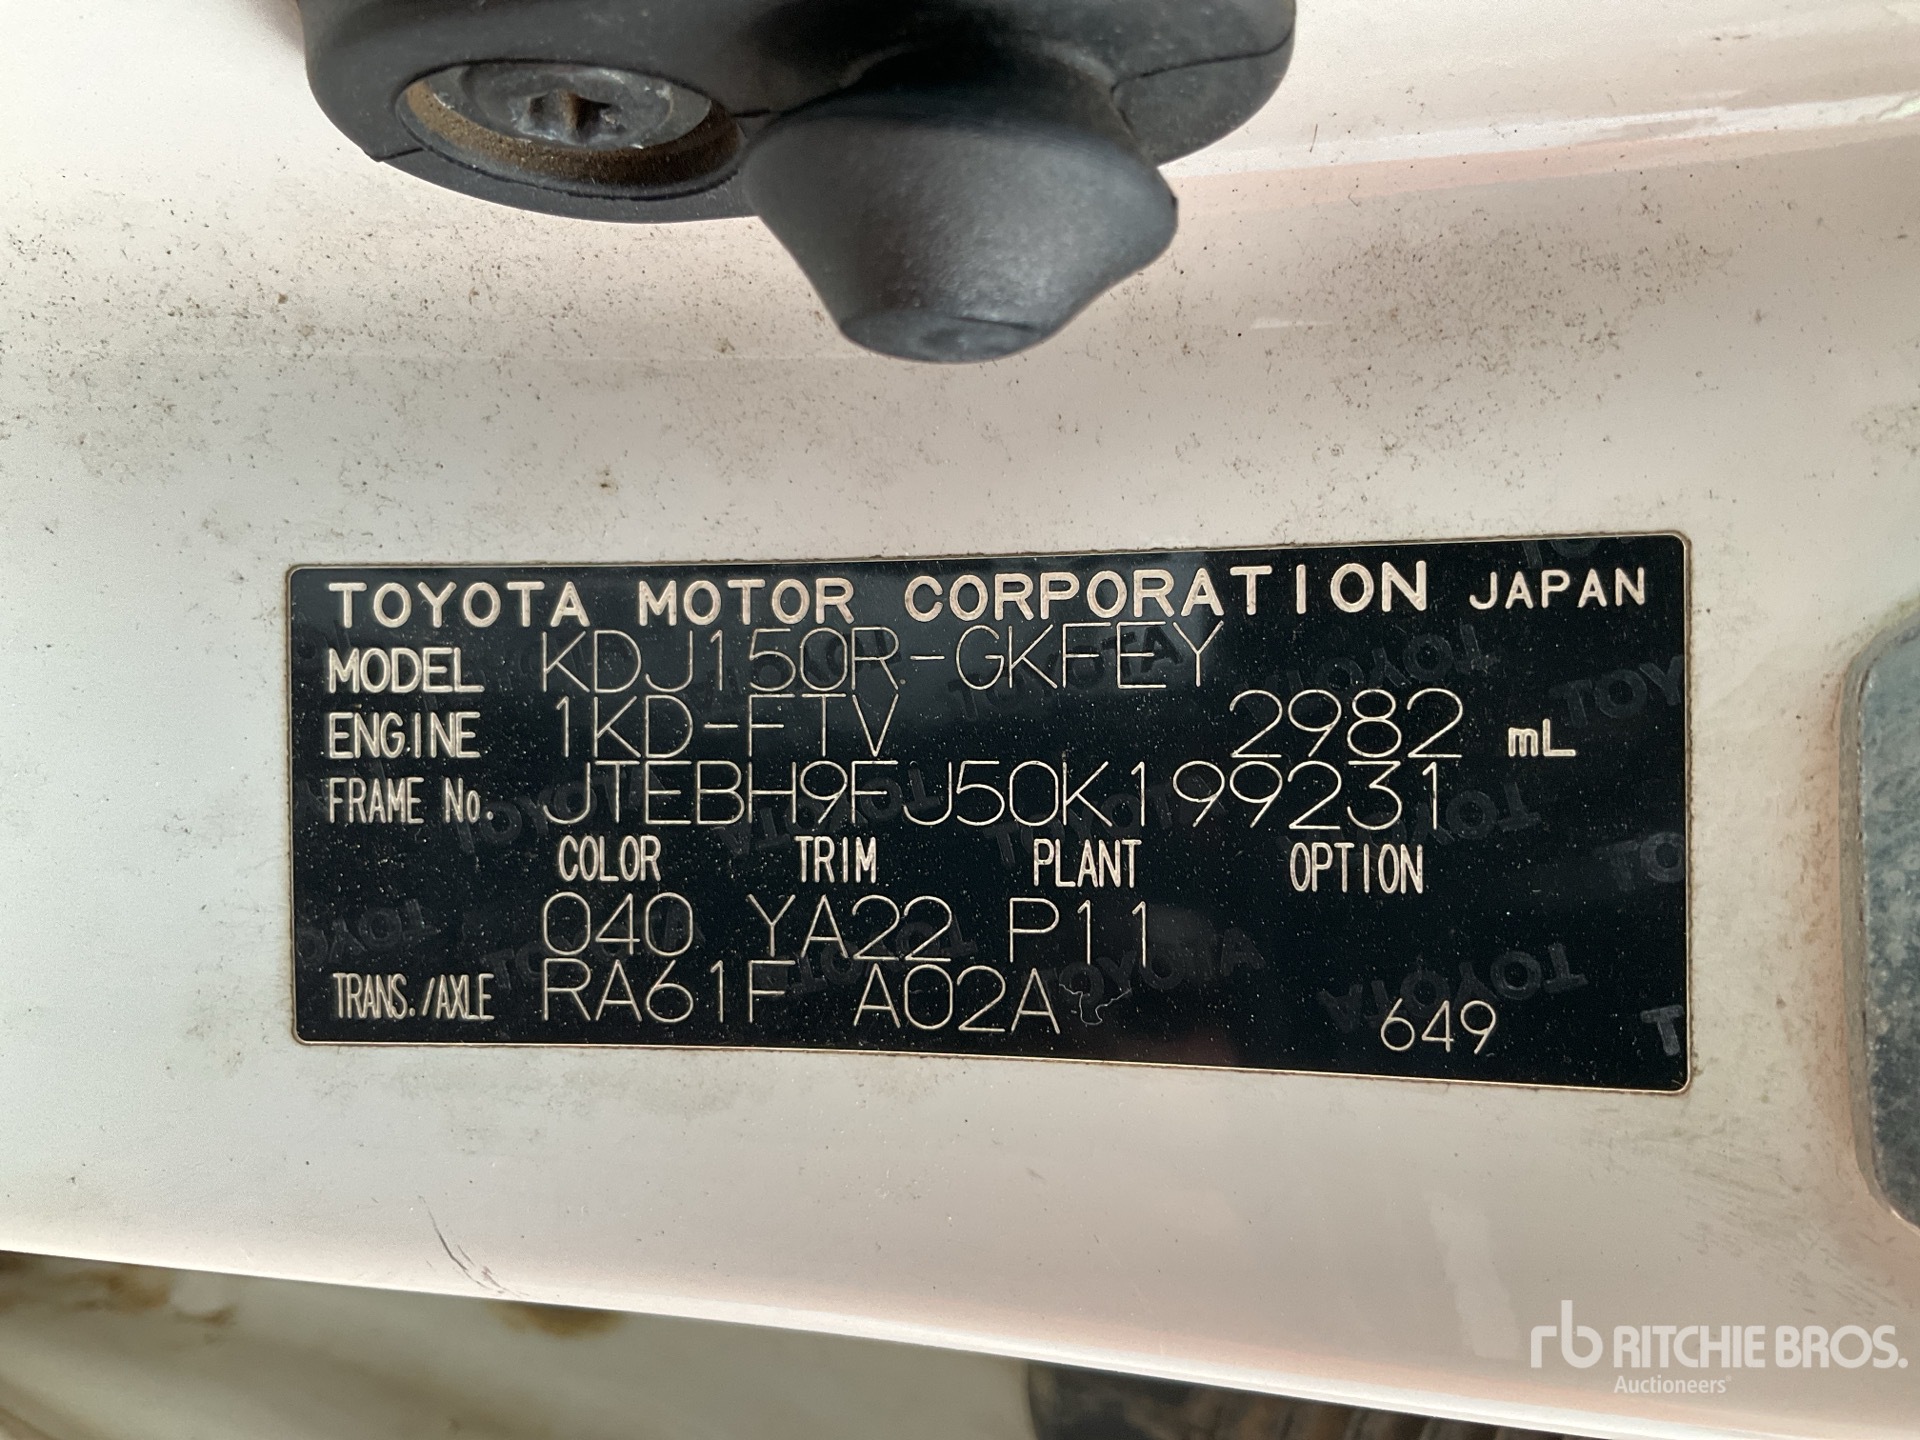 TOYOTA MOTOR CORPORATION JAPAN
MODEL KDJ150R-GKFEY
ENGINE 1KD-FTV 2982 mL
FRAME No. JTEBH9FJ50K199231
COLOR TRIM PLANT OPTION
040 YA22 P11
TRANS./AXLE RA61F A02A 649
rb RITCHIE BROS.
Auctioneers